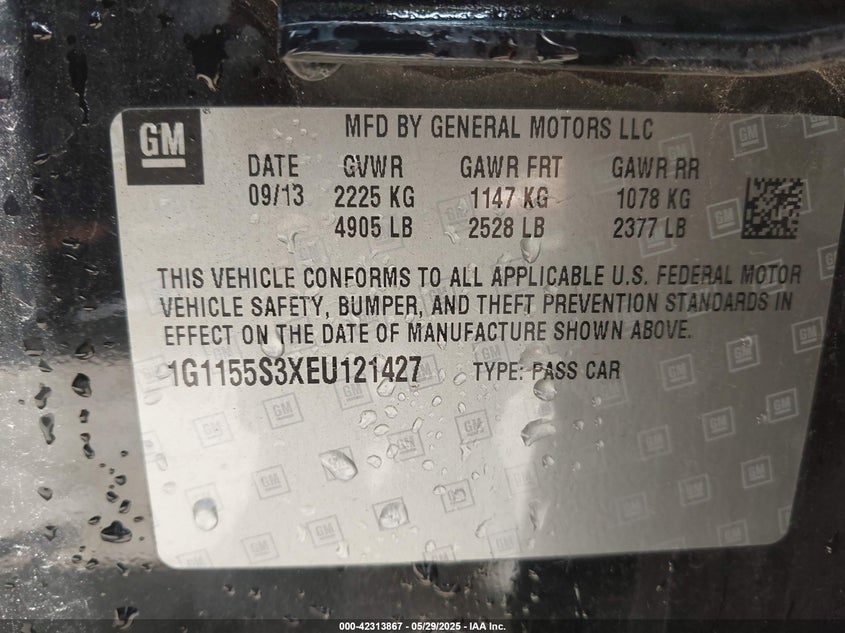 GM
MFD BY GENERAL MOTORS LLC
DATE GVWR GAWR FRT GAWR RR
09/13 2225 KG 1147 KG 1078 KG
4905 LB 2528 LB 2377 LB
THIS VEHICLE CONFORMS TO ALL APPLICABLE U.S. FEDERAL MOTOR
VEHICLE SAFETY, BUMPER, AND THEFT PREVENTION STANDARDS IN
EFFECT ON THE DATE OF MANUFACTURE SHOWN ABOVE.
1G1155S3XEU121427 TYPE: PASS CAR
000-42313867 - 05/29/2025 - IAA Inc.